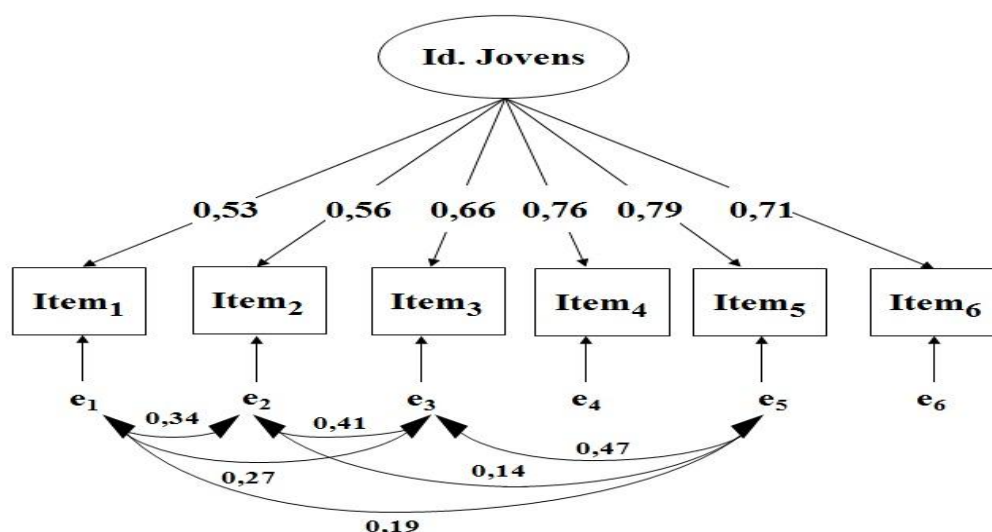 Id. Jovens
0,53 0,56 0,66 0,76 0,79 0,71
Item1 Item2 Item3 Item4 Item5 Item6
e1 e2 e3 e4 e5 e6
0,34 0,41
0,27 0,14 0,47
0,19